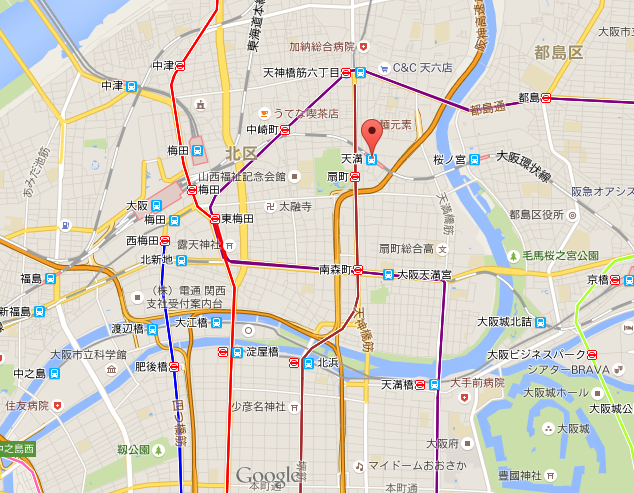 東海道本線
阪神高速
加納総合病院
都島区
大阪市立
中津
C&C 天六店
天神橋筋六丁目
中津
都島
都島通
うてな喫茶店
中崎町
麺元素
梅田
北区
天満
桜ノ宮
大阪環状線
あみだ池筋
山西福祉記念会館
扇町
梅田
阪急オアシス
大阪
太融寺
天満橋筋
梅田
東梅田
都島区役所
西梅田
露天神社
扇町総合高
毛馬桜之宮公園
北新地
南森町
大阪天満宮
福島
京橋
(株)電通 関西
支社受付案内台
新福島
天神橋筋
渡辺橋
大江橋
大阪城北詰
大阪市立科学館
淀屋橋
北浜
大阪ビジネスパーク
肥後橋
シアターBRAVA
中之島
天満橋
大手前病院
大阪城ホール
住友病院
四つ橋筋
少彦名神社
大阪城公
大阪城
中之島西
靱公園
大阪府
堺筋
マイドームおおさか
豊國神社
Google
本町通
本町通